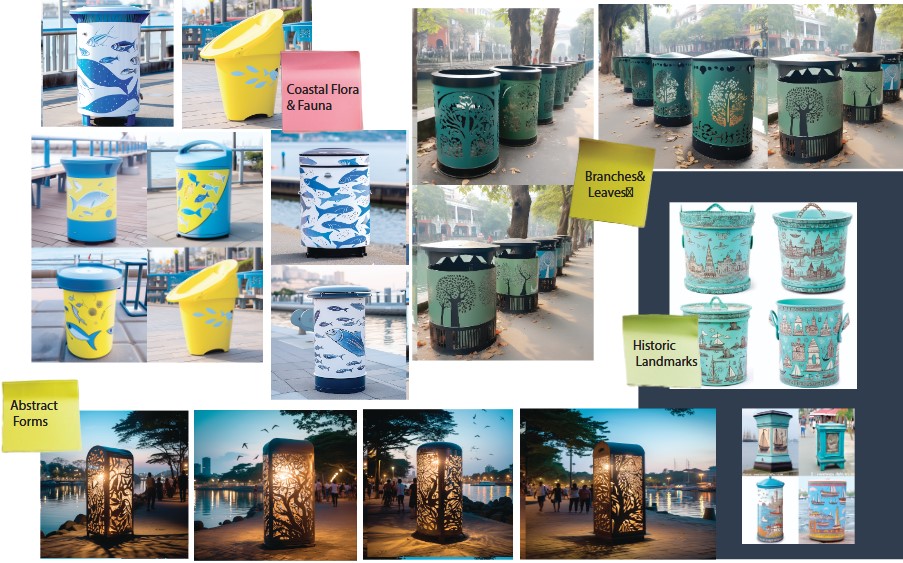 Coastal Flora
& Fauna
Branches&
Leaves
Historic
Landmarks
Abstract
Forms